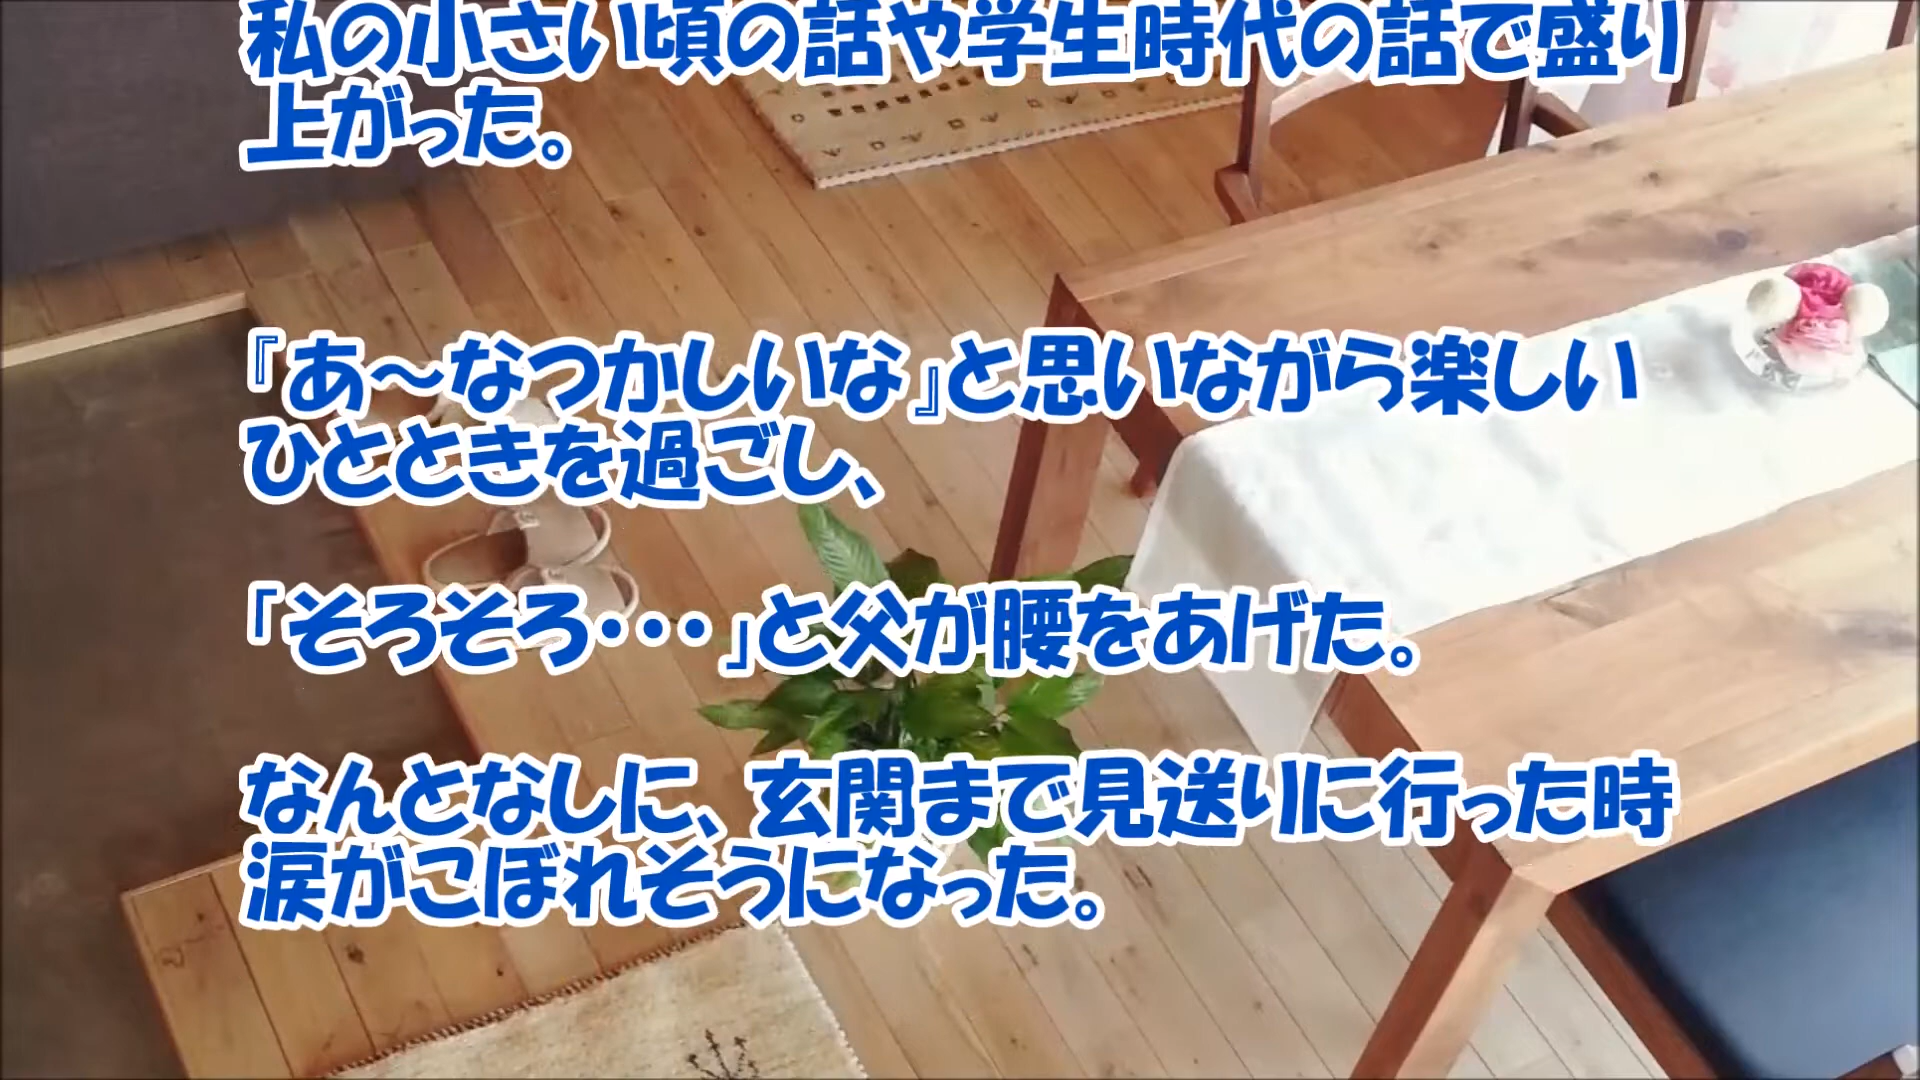 私の小さい頃の話や学生時代の話で盛り
上がった。
『あ～なつかしいな』と思いながら楽しい
ひとときを過ごし、
「そろそろ・・・」と父が腰をあげた。
なんとなしに、玄関まで見送りに行った時
涙がこぼれそうになった。